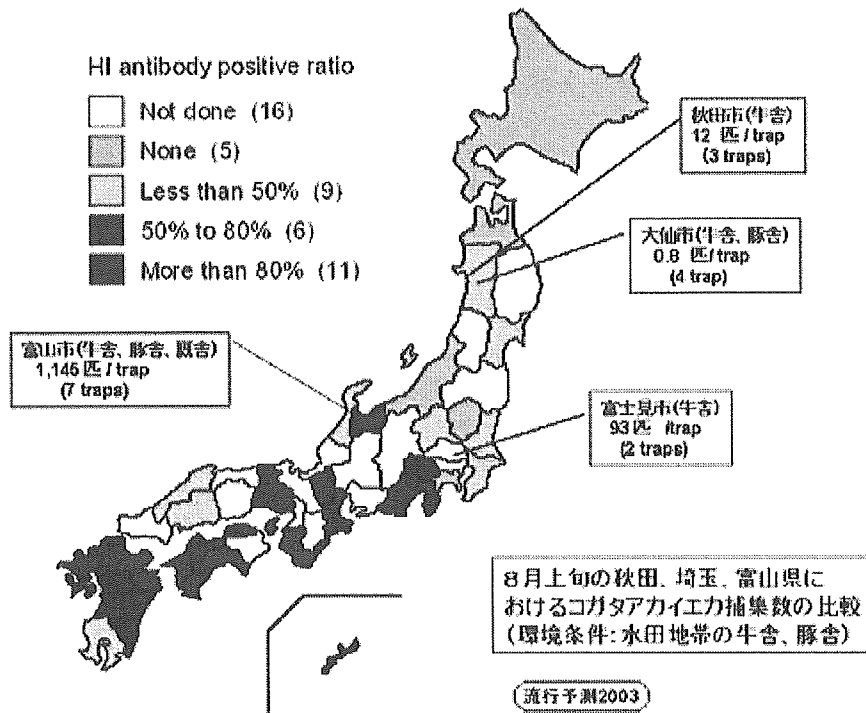 HI antibody positive ratio
Not done (16)
None (5)
Less than 50% (9)
50% to 80% (6)
More than 80% (11)
秋田市(牛舎)
12 匹/trap
(3 traps)
大仙市(牛舎、豚舎)
0.8 匹/trap
(4 trap)
富山市(牛舎、豚舎、厩舎)
1,145匹/trap
(7 traps)
富士見市(牛舎)
93匹 /trap
(2 traps)
8月上旬の秋田、埼玉、富山県に
おけるコガタアカイエカ捕集数の比較
(環境条件:水田地帯の牛舎、豚舎)
流行予測2003